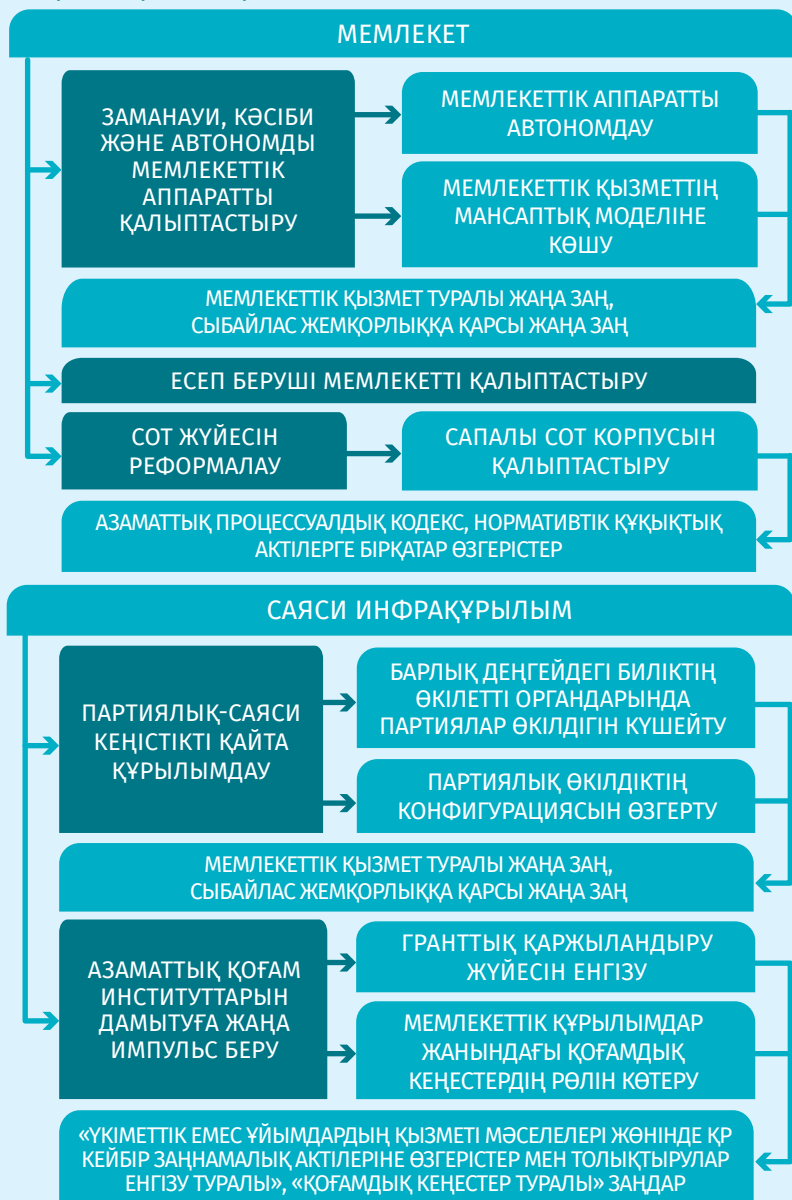 МЕМЛЕКЕТ
ЗАМАНАУИ, КӘСІБИ
ЖӘНЕ АВТОНОМДЫ
МЕМЛЕКЕТТІК
АППАРАТТЫ
ҚАЛЫПТАСТЫРУ
МЕМЛЕКЕТТІК АППАРАТТЫ
АВТОНОМДАУ
МЕМЛЕКЕТТІК ҚЫЗМЕТТІҢ
МАНСАПТЫҚ МОДЕЛІНЕ
КӨШУ
МЕМЛЕКЕТТІК ҚЫЗМЕТ ТУРАЛЫ ЖАҢА ЗАҢ,
СЫБАЙЛАС ЖЕМҚОРЛЫҚҚА ҚАРСЫ ЖАҢА ЗАҢ
ЕСЕП БЕРУШІ МЕМЛЕКЕТТІ ҚАЛЫПТАСТЫРУ
СОТ ЖҮЙЕСІН
РЕФОРМАЛАУ
САПАЛЫ СОТ КОРПУСЫН
ҚАЛЫПТАСТЫРУ
АЗАМАТТЫҚ ПРОЦЕССУАЛДЫҚ КОДЕКС, НОРМАТИВТІК ҚҰҚЫҚТЫҚ
АКТІЛЕРГЕ БІРҚАТАР ӨЗГЕРІСТЕР
САЯСИ ИНФРАҚҰРЫЛЫМ
ПАРТИЯЛЫҚ-САЯСИ
КЕҢІСТІКТІ ҚАЙТА
ҚҰРЫЛЫМДАУ
БАРЛЫҚ ДЕҢГЕЙДЕГІ БИЛІКТІҢ
ӨКІЛЕТТІ ОРГАНДАРЫНДА
ПАРТИЯЛАР ӨКІЛДІГІН КҮШЕЙТУ
ПАРТИЯЛЫҚ ӨКІЛДІКТІҢ
КОНФИГУРАЦИЯСЫН ӨЗГЕРТУ
МЕМЛЕКЕТТІК ҚЫЗМЕТ ТУРАЛЫ ЖАҢА ЗАҢ,
СЫБАЙЛАС ЖЕМҚОРЛЫҚҚА ҚАРСЫ ЖАҢА ЗАҢ
АЗАМАТТЫҚ ҚОҒАМ
ИНСТИТУТТАРЫН
ДАМЫТУҒА ЖАҢА
ИМПУЛЬС БЕРУ
ГРАНТТЫҚ ҚАРЖЫЛАНДЫРУ
ЖҮЙЕСІН ЕНГІЗУ
МЕМЛЕКЕТТІК ҚҰРЫЛЫМДАР
ЖАНЫНДАҒЫ ҚОҒАМДЫҚ
КЕҢЕСТЕРДІҢ РӨЛІН КӨТЕРУ
«ҮКІМЕТТІК ЕМЕС ҰЙЫМДАРДЫҢ ҚЫЗМЕТІ МӘСЕЛЕЛЕРІ ЖӨНІНДЕ ҚР
КЕЙБІР ЗАҢНАМАЛЫҚ АКТІЛЕРІНЕ ӨЗГЕРІСТЕР МЕН ТОЛЫҚТЫРУЛАР
ЕНГІЗУ ТУРАЛЫ», «ҚОҒАМДЫҚ КЕҢЕСТЕР ТУРАЛЫ» ЗАҢДАР